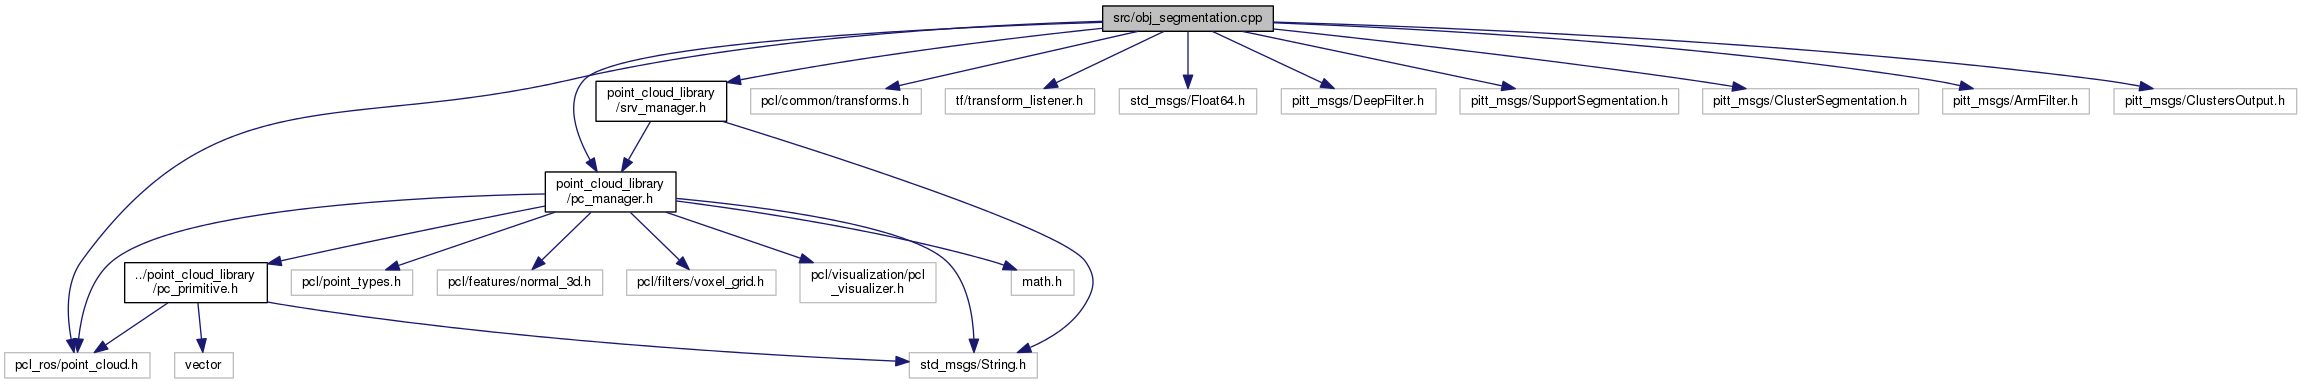 src/obj_segmentation.cpp
point_cloud_library
/srv_manager.h
pcl/common/transforms.h
tf/transform_listener.h
std_msgs/Float64.h
pitt_msgs/DeepFilter.h
pitt_msgs/SupportSegmentation.h
pitt_msgs/ClusterSegmentation.h
pitt_msgs/ArmFilter.h
pitt_msgs/ClustersOutput.h
point_cloud_library
/pc_manager.h
../point_cloud_library
/pc_primitive.h
pcl/point_types.h
pcl/features/normal_3d.h
pcl/filters/voxel_grid.h
pcl/visualization/pcl
_visualizer.h
math.h
pcl_ros/point_cloud.h
vector
std_msgs/String.h